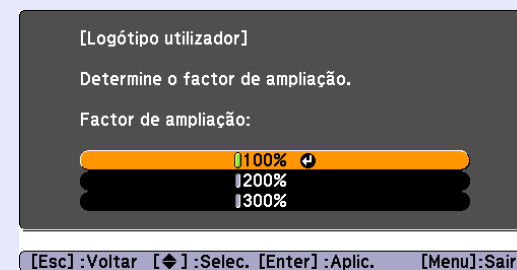 [Logótipo utilizador]
Determine o factor de ampliação.
Factor de ampliação:
100%
200%
300%
[Esc] :Voltar [◆] :Selec. [Enter] :Aplic. [Menu]:Sair